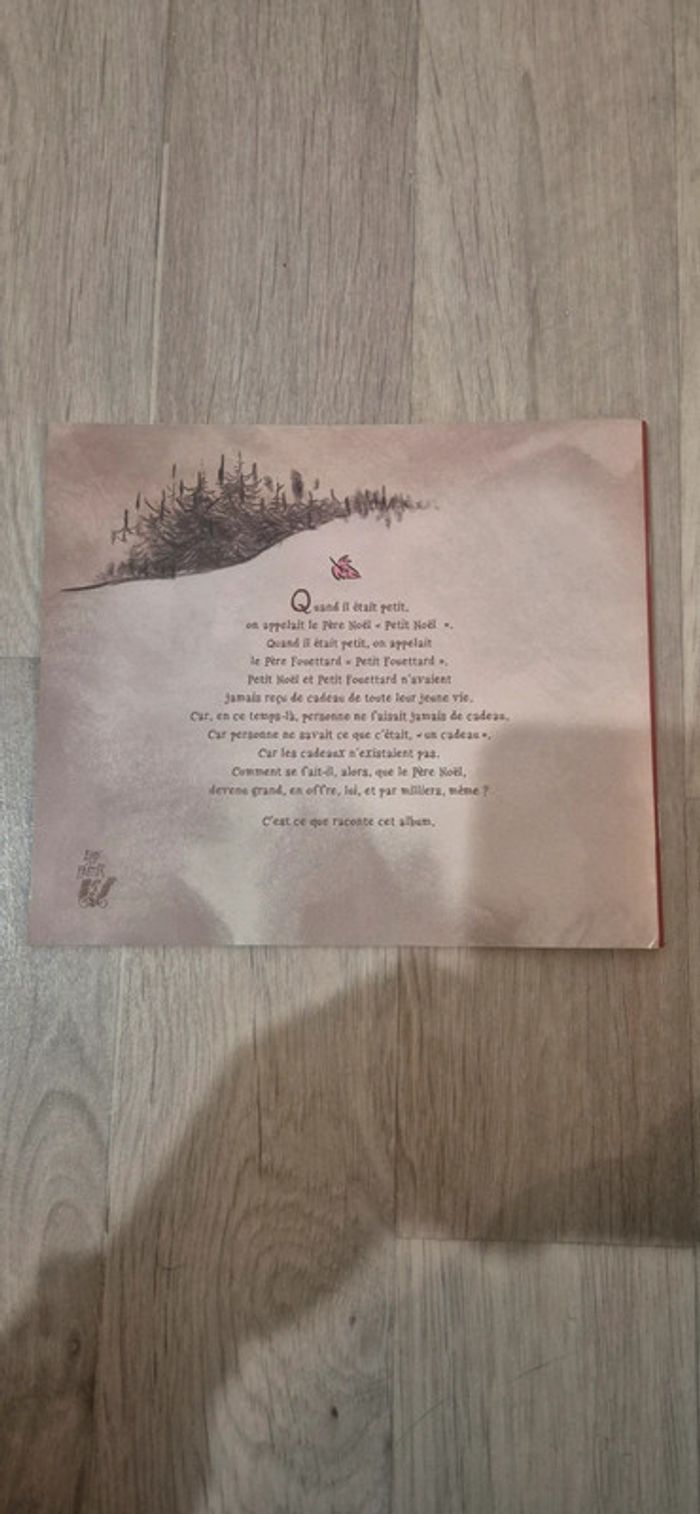 Quand il était petit,
on appelait le Père Noël « Petit Noël ».
Quand il était petit, on appelait
le Père Fouettard « Petit Fouettard ».
Petit Noël et Petit Fouettard n'avaient
jamais reçu de cadeau de toute leur jeune vie.
Car, en ce temps-là, personne ne faisait jamais de cadeau.
Car personne ne savait ce que c'était, « un cadeau ».
Car les cadeaux n'existaient pas.
Comment se fait-il, alors, que le Père Noël,
devenu grand, en offre, lui, et par milliers, même ?
C'est ce que raconte cet album.